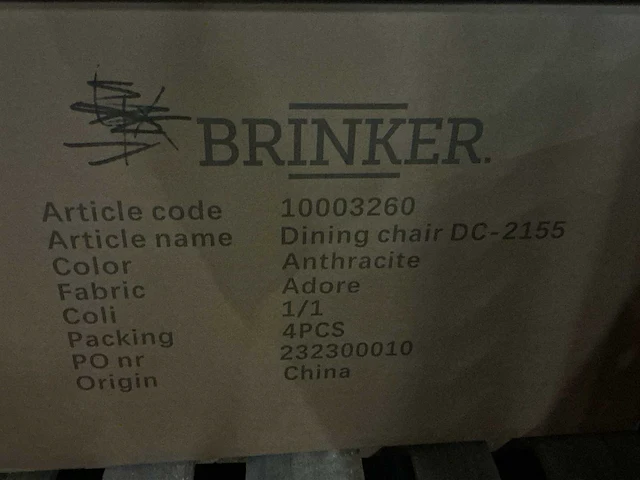 BRINKER.
Article code 10003260
Article name Dining chair DC-2155
Color Anthracite
Fabric Adore
Coli 1/1
Packing 4PCS
PO nr 232300010
Origin China